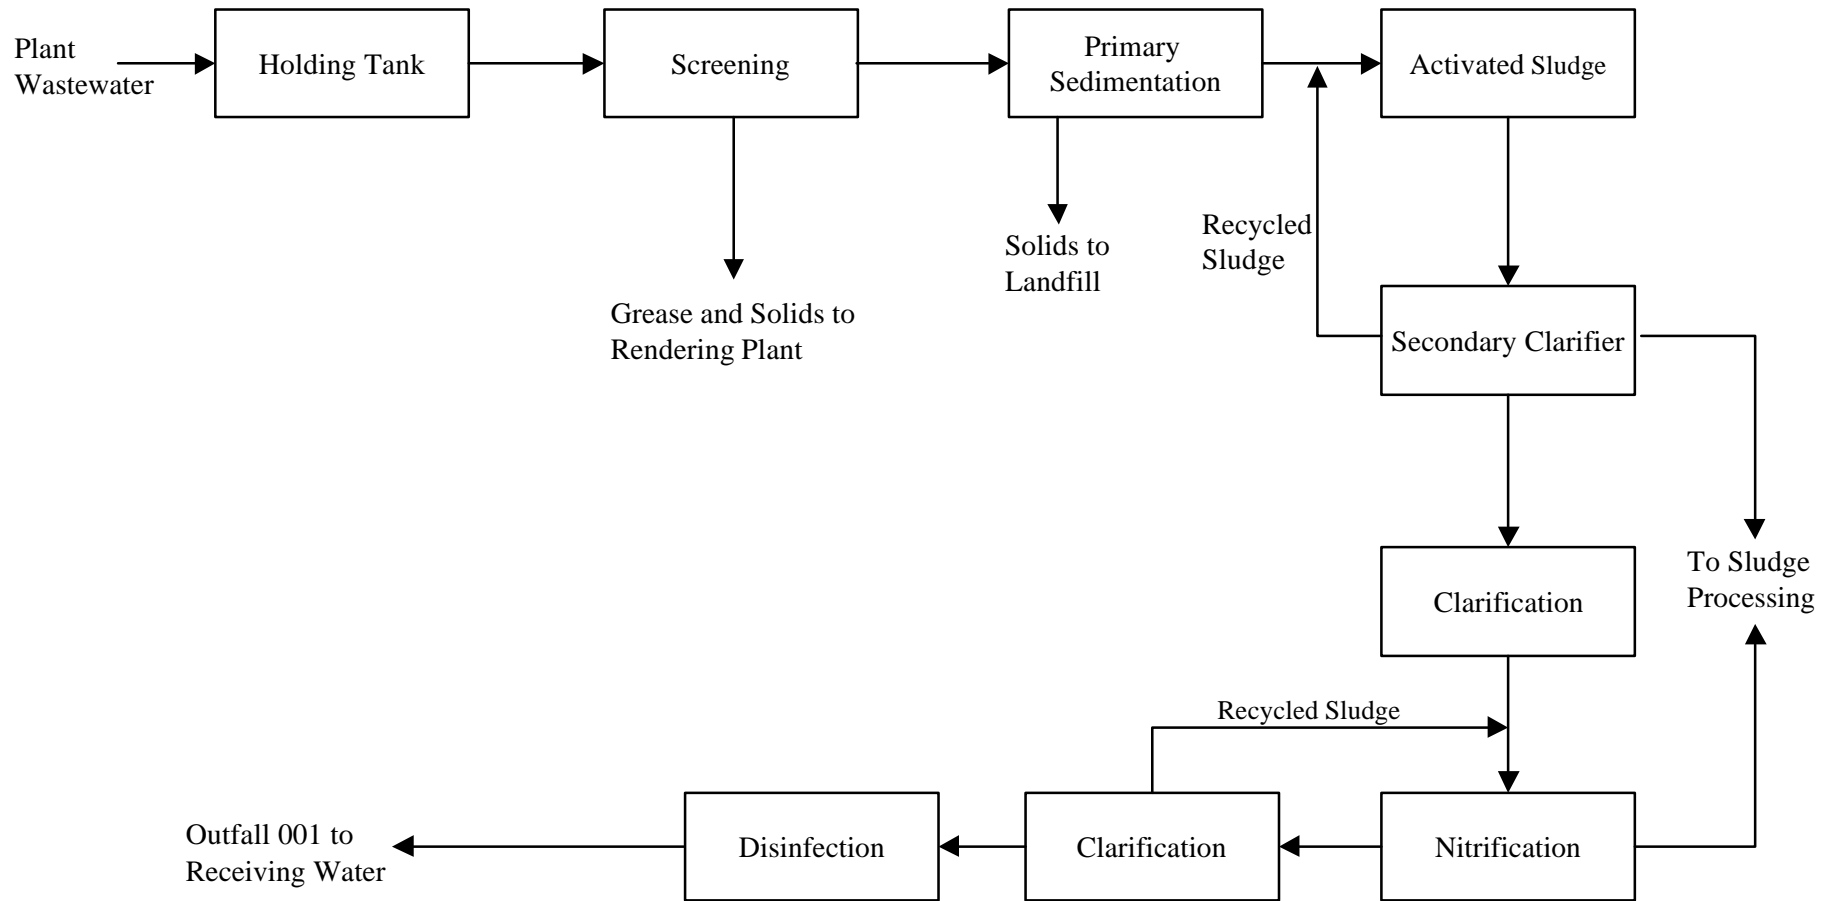 Plant
Wastewater
Holding Tank
Screening
Primary
Sedimentation
Activated Sludge
Recycled
Sludge
Solids to
Landfill
Grease and Solids to
Rendering Plant
Secondary Clarifier
To Sludge
Processing
Clarification
Recycled Sludge
Outfall 001 to
Receiving Water
Disinfection
Clarification
Nitrification